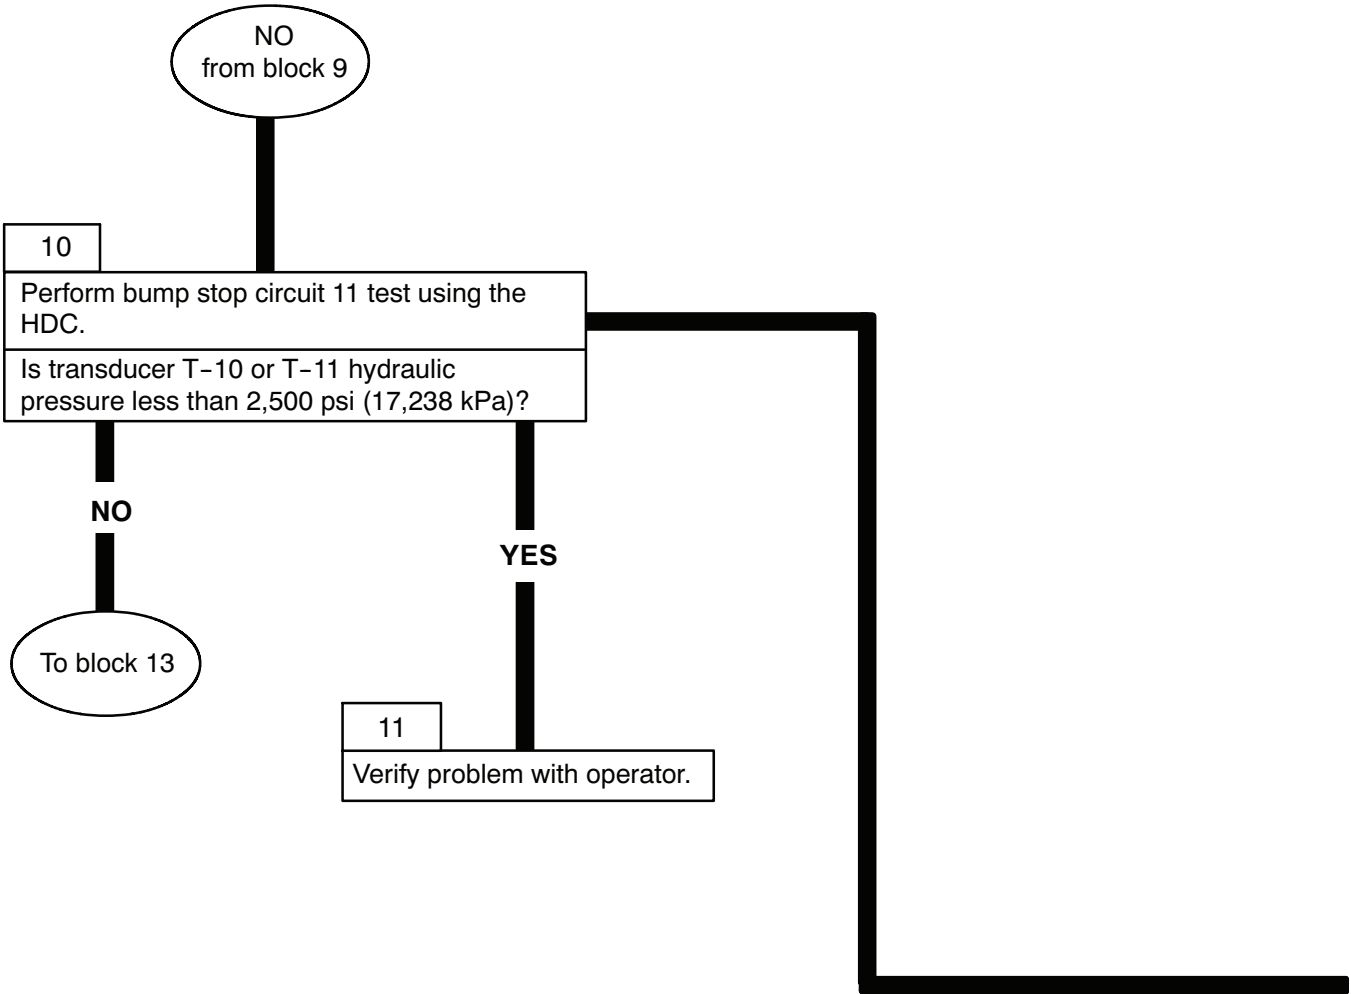 NO
from block 9
10
Perform bump stop circuit 11 test using the
HDC.
Is transducer T-10 or T-11 hydraulic
pressure less than 2,500 psi (17,238 kPa)?
NO
YES
To block 13
11
Verify problem with operator.